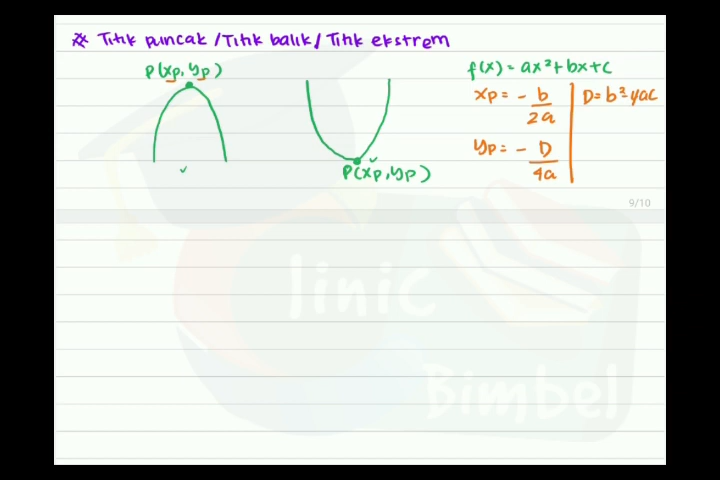 # Titik puncak / Titik balik / Titik ekstrem
P(xp, yp)
f(x) = ax² + bx + c
xp = - b/2a
D = b² - 4ac
yp = - D/4a
P(xp, yp)
9/10
linic
Bimbel